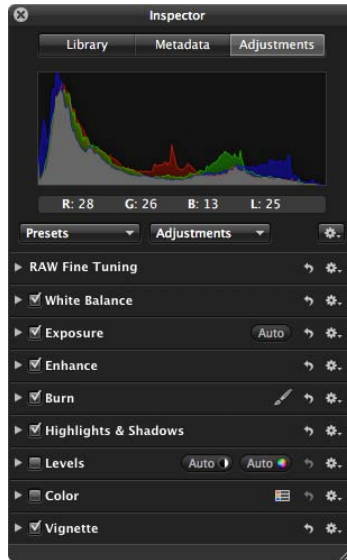 Inspector
Library Metadata Adjustments
R: 28 G: 26 B: 13 L: 25
Presets Adjustments
RAW Fine Tuning
White Balance
Exposure Auto
Enhance
Burn
Highlights & Shadows
Levels Auto Auto
Color
Vignette